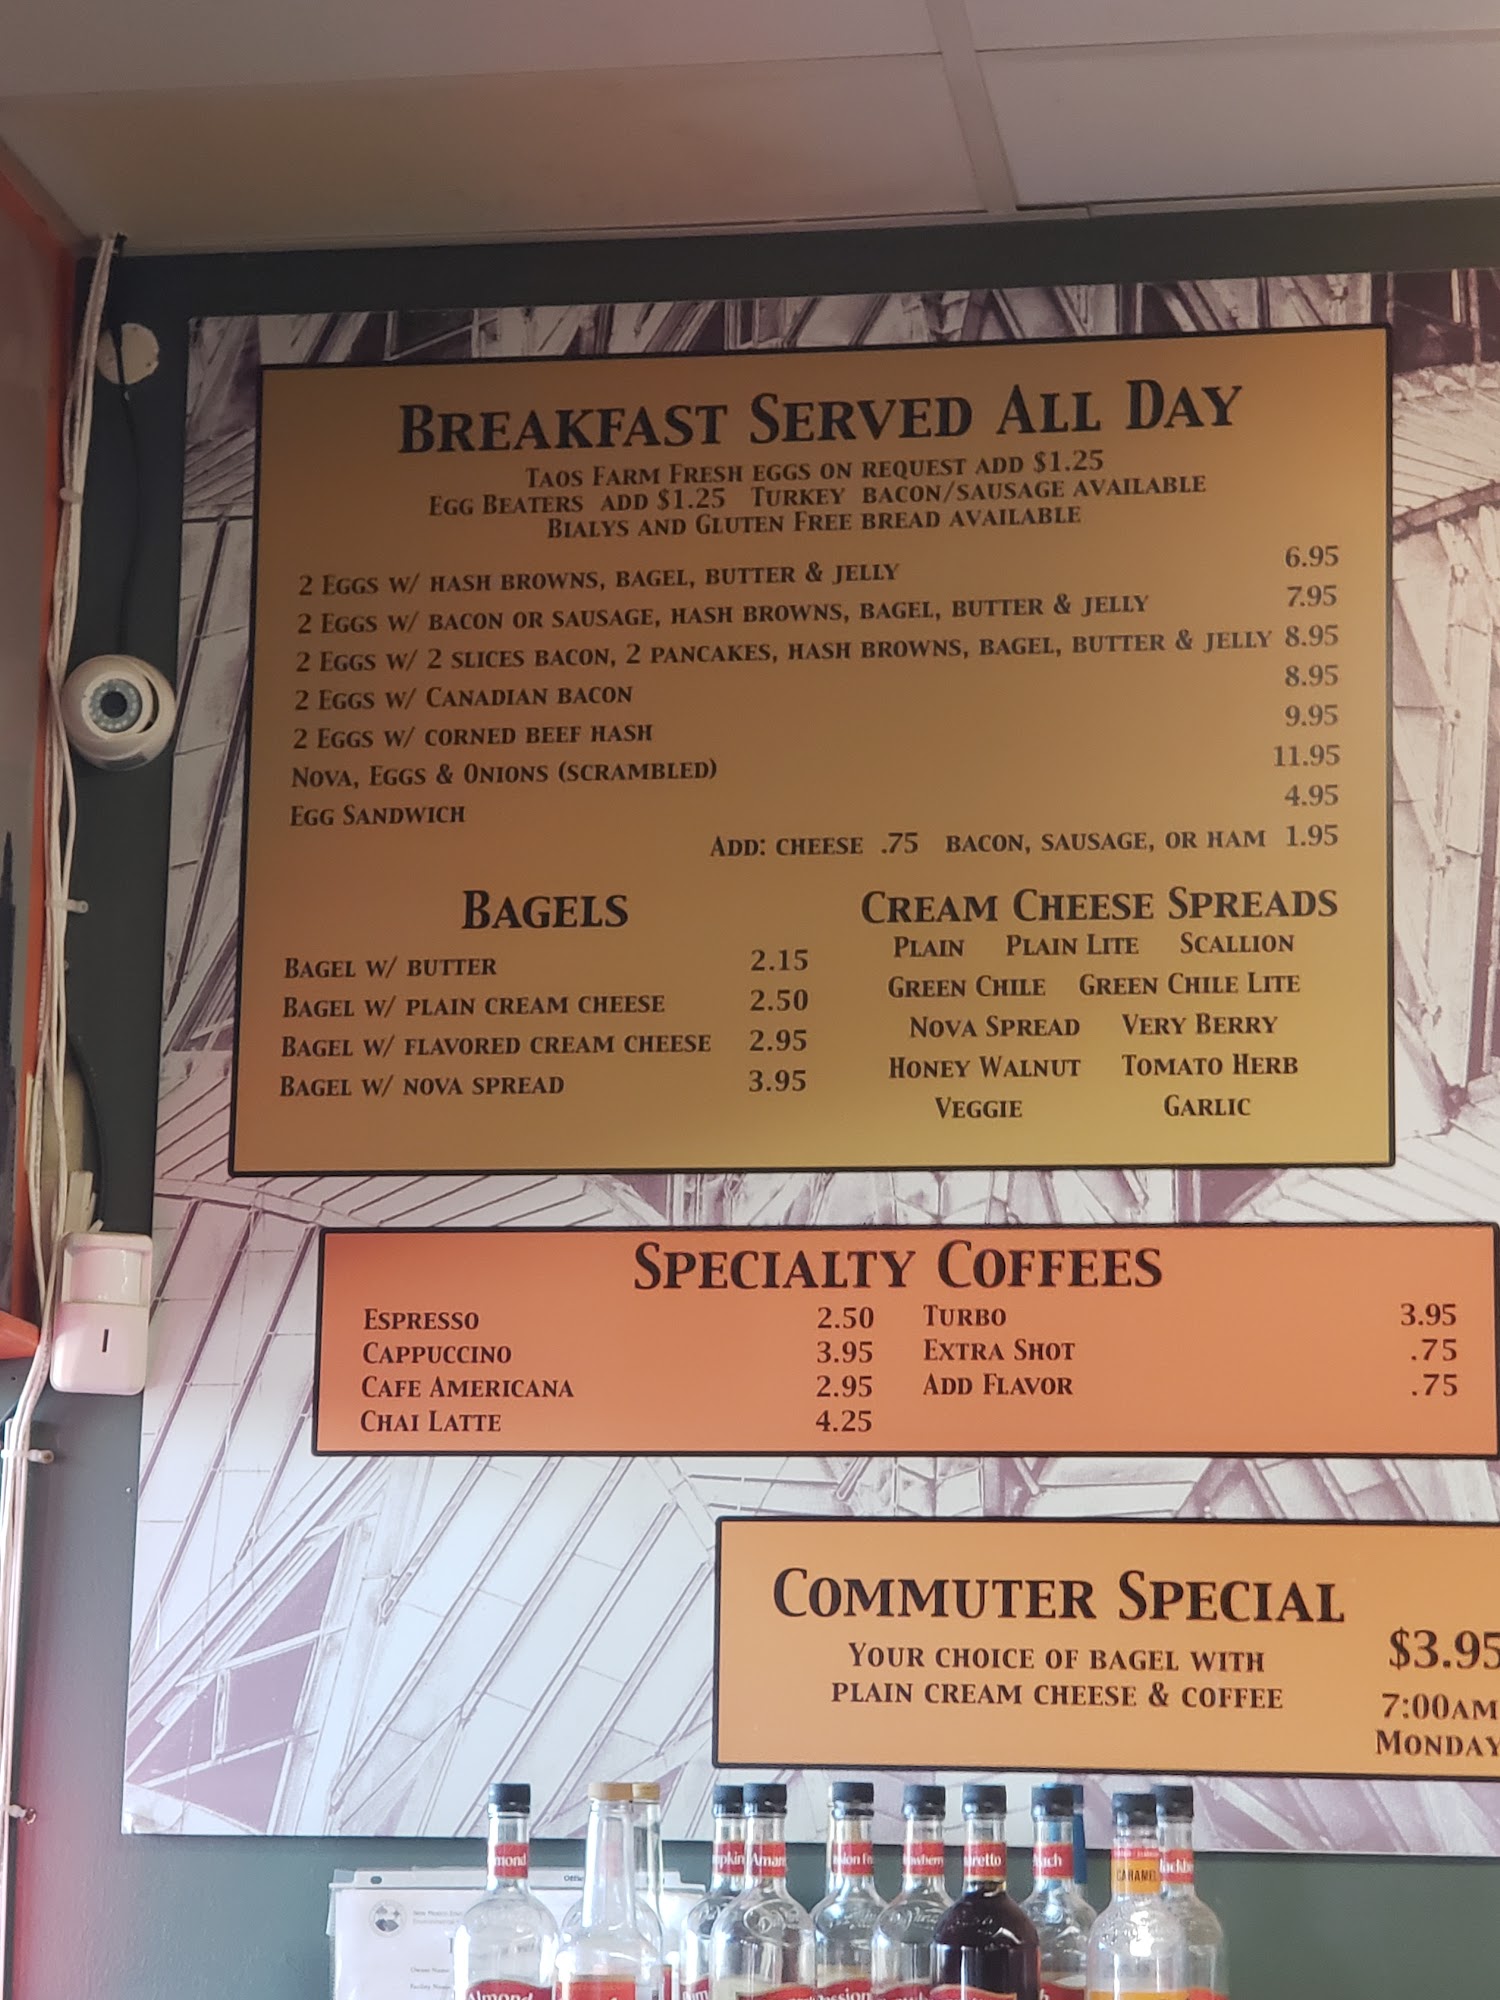 Breakfast Served All Day
Taos Farm Fresh eggs on request add $1.25
Egg Beaters add $1.25 Turkey bacon/sausage available
Bialys and Gluten Free bread available
2 Eggs w/ hash browns, bagel, butter & jelly 6.95
2 Eggs w/ bacon or sausage, hash browns, bagel, butter & jelly 7.95
2 Eggs w/ 2 slices bacon, 2 pancakes, hash browns, bagel, butter & jelly 8.95
2 Eggs w/ Canadian bacon 8.95
2 Eggs w/ corned beef hash 9.95
Nova, Eggs & Onions (scrambled) 11.95
Egg Sandwich 4.95
Add: cheese .75 bacon, sausage, or ham 1.95
Bagels
Bagel w/ butter 2.15
Bagel w/ plain cream cheese 2.50
Bagel w/ flavored cream cheese 2.95
Bagel w/ nova spread 3.95
Cream Cheese Spreads
Plain Plain Lite Scallion
Green Chile Green Chile Lite
Nova Spread Very Berry
Honey Walnut Tomato Herb
Veggie Garlic
Specialty Coffees
Espresso 2.50 Turbo 3.95
Cappuccino 3.95 Extra Shot .75
Cafe Americana 2.95 Add Flavor .75
Chai Latte 4.25
Commuter Special
Your choice of bagel with
plain cream cheese & coffee
$3.95
7:00am
Monday
Caramel
Almond